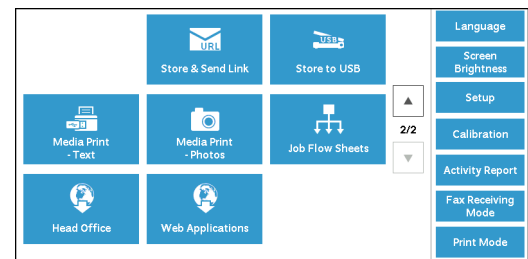 URL
Store & Send Link
USB
Store to USB
Media Print
- Text
Media Print
- Photos
Job Flow Sheets
Head Office
Web Applications
2/2
Language
Screen
Brightness
Setup
Calibration
Activity Report
Fax Receiving
Mode
Print Mode